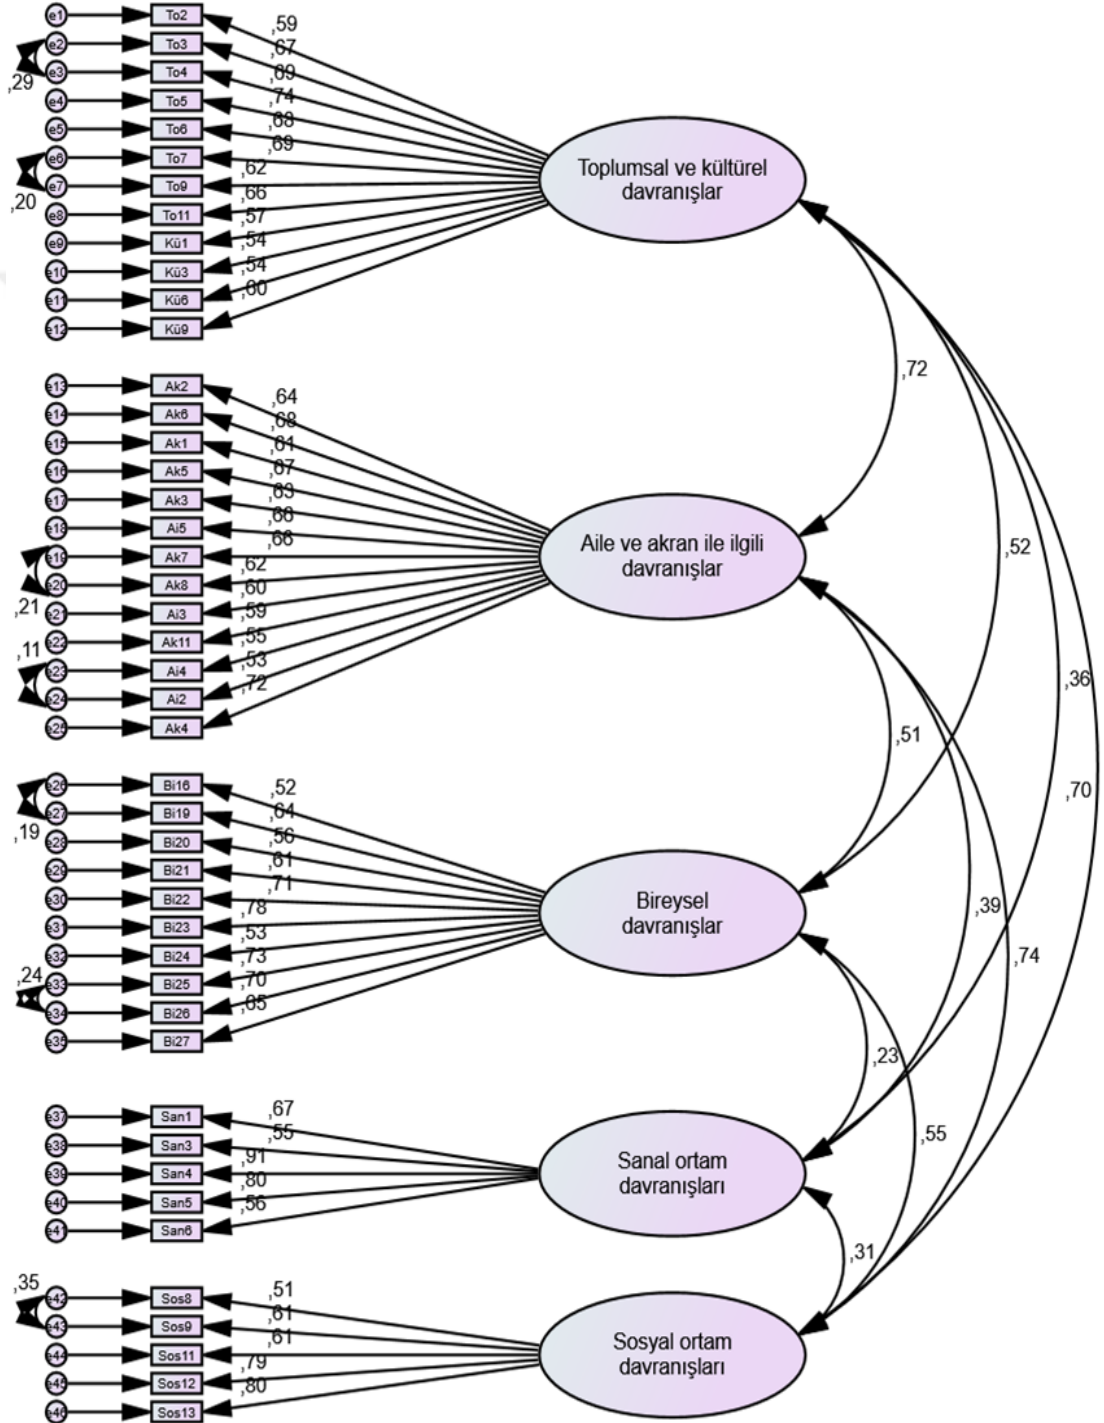 e1 To2 ,59
e2 To3 ,67
e3 To4 ,69
,29
e4 To5 ,74
e5 To6 ,68
e6 To7 ,69
e7 To9 ,62
,20
e8 To11 ,66
e9 Kü1 ,57
e10 Kü3 ,54
e11 Kü6 ,54
e12 Kü9 ,60
Toplumsal ve kültürel
davranışlar
,72
e13 Ak2 ,64
e14 Ak6 ,68
e15 Ak1 ,61
e16 Ak5 ,67
e17 Ak3 ,63
e18 Ai5
e19 Ak7 ,66
e20 Ak8 ,62
,21
e21 Ai3 ,60
e22 Ak11 ,59
,11
e23 Ai4 ,55
e24 Ai2 ,53
e25 Ak4 ,72
Aile ve akran ile ilgili
davranışlar
,52
,36
,51
,70
e26 Bi16 ,52
e27 Bi19 ,64
,19
e28 Bi20 ,56
e29 Bi21 ,61
e30 Bi22 ,71
e31 Bi23 ,78
e32 Bi24 ,53
,24
e33 Bi25 ,73
e34 Bi26 ,70
e35 Bi27 ,65
Bireysel
davranışlar
,39
,74
,23
,55
e37 San1 ,67
e38 San3 ,55
e39 San4 ,91
e40 San5 ,80
e41 San6 ,56
Sanal ortam
davranışları
,31
,35
e42 Sos8 ,51
e43 Sos9 ,61
e44 Sos11 ,61
e45 Sos12 ,79
e46 Sos13 ,80
Sosyal ortam
davranışları